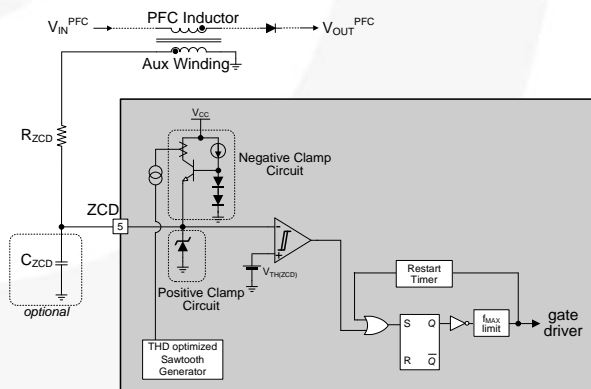 PFC Inductor
V_IN^PFC
V_OUT^PFC
Aux Winding
R_ZCD
V_CC
Negative Clamp
Circuit
ZCD
5
C_ZCD
optional
Positive Clamp Circuit
V_TH(ZCD)
THD optimized
Sawtooth
Generator
Restart
Timer
S
Q
R
Q̅
f_MAX
limit
gate
driver